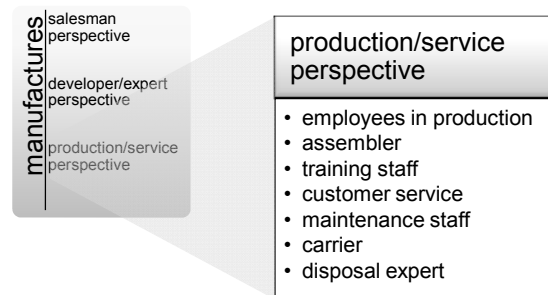 manufactures
salesman
perspective
developer/expert
perspective
production/service
perspective
production/service
perspective
• employees in production
• assembler
• training staff
• customer service
• maintenance staff
• carrier
• disposal expert